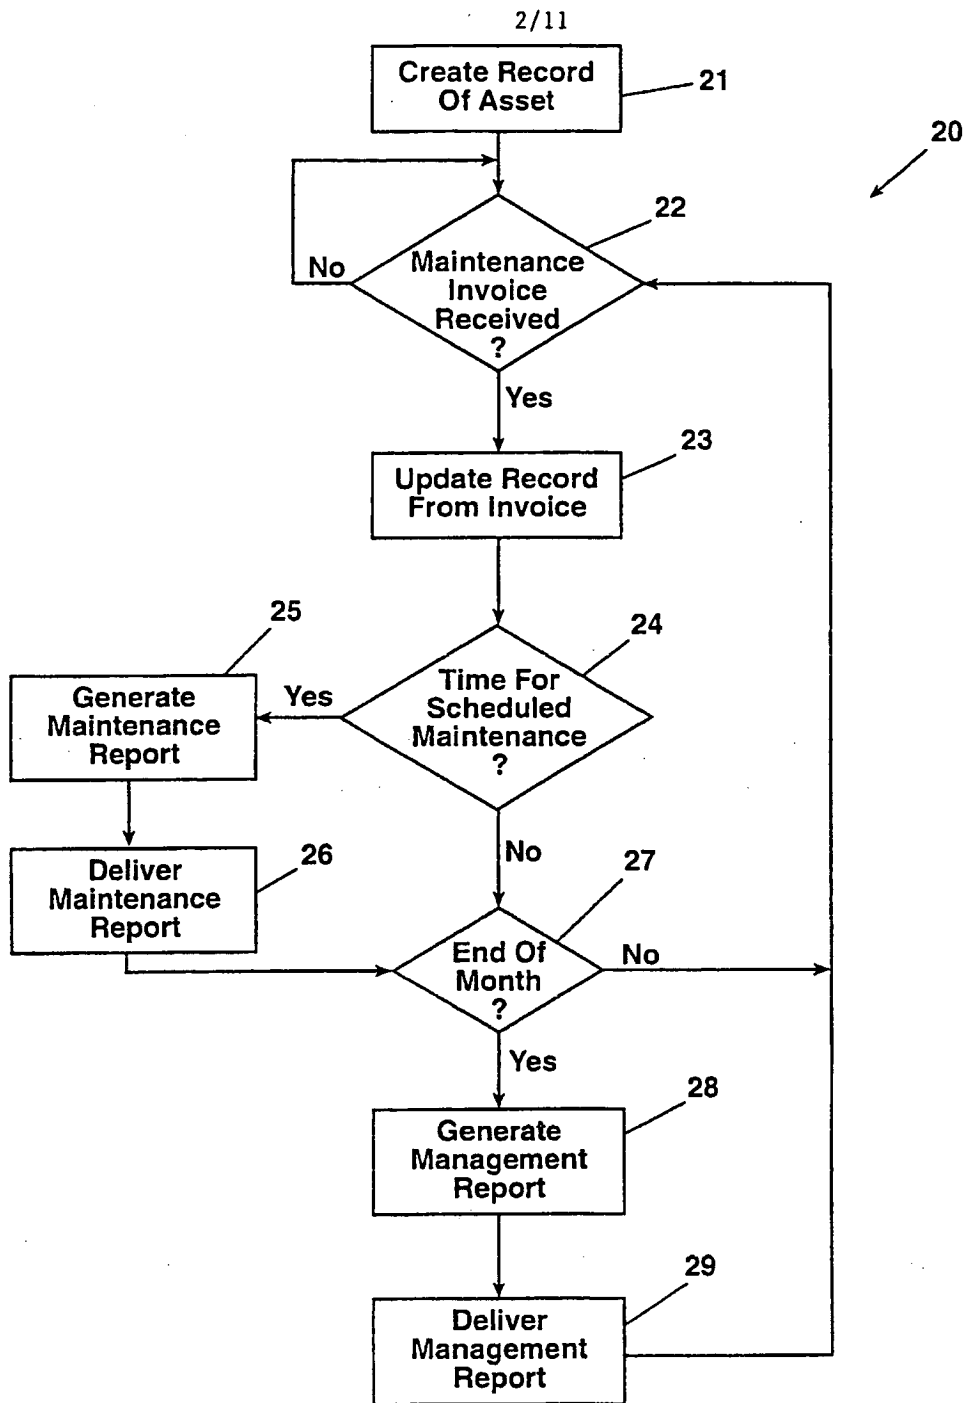 2/11
Create Record
Of Asset
21
20
22
Maintenance
Invoice
Received
?
No
Yes
23
Update Record
From Invoice
24
Time For
Scheduled
Maintenance
?
Yes
25
Generate
Maintenance
Report
26
Deliver
Maintenance
Report
No
27
End Of
Month
?
No
Yes
28
Generate
Management
Report
29
Deliver
Management
Report